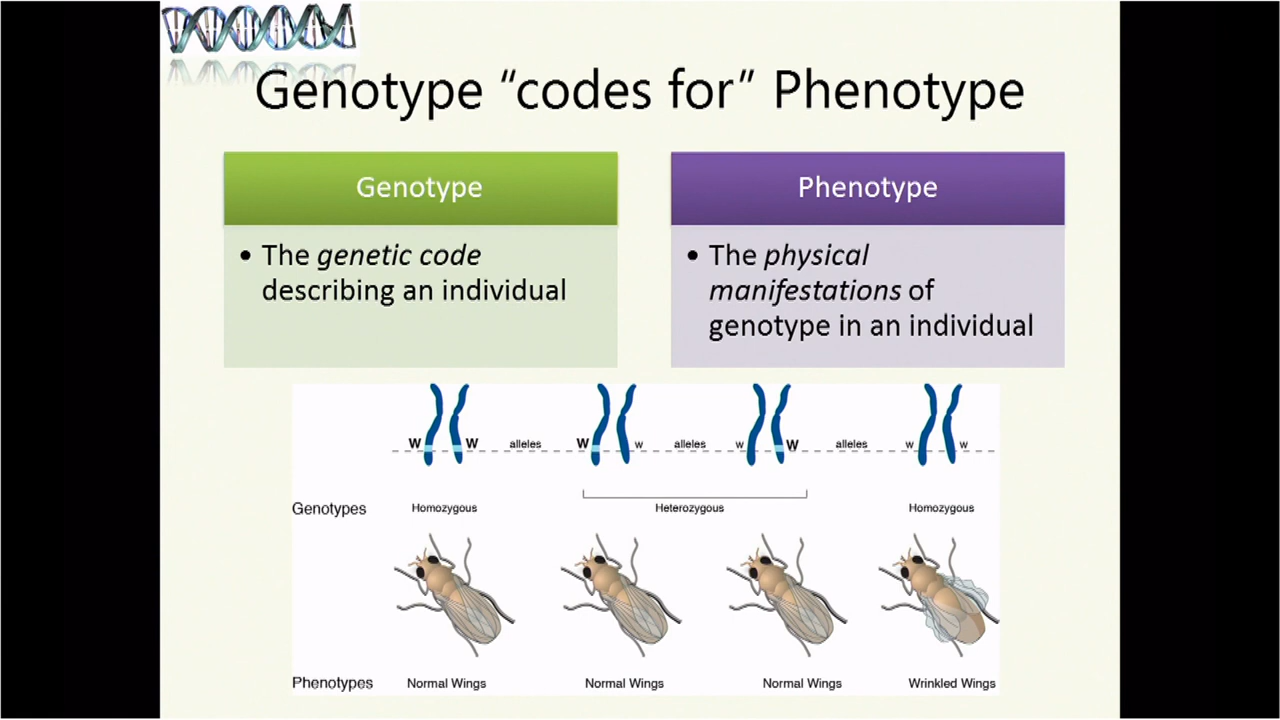 Genotype “codes for” Phenotype
Genotype
Phenotype
• The genetic code
describing an individual
• The physical
manifestations of
genotype in an individual
W W alleles W w alleles w W alleles w w
Genotypes Homozygous Heterozygous Homozygous
Phenotypes Normal Wings Normal Wings Normal Wings Wrinkled Wings